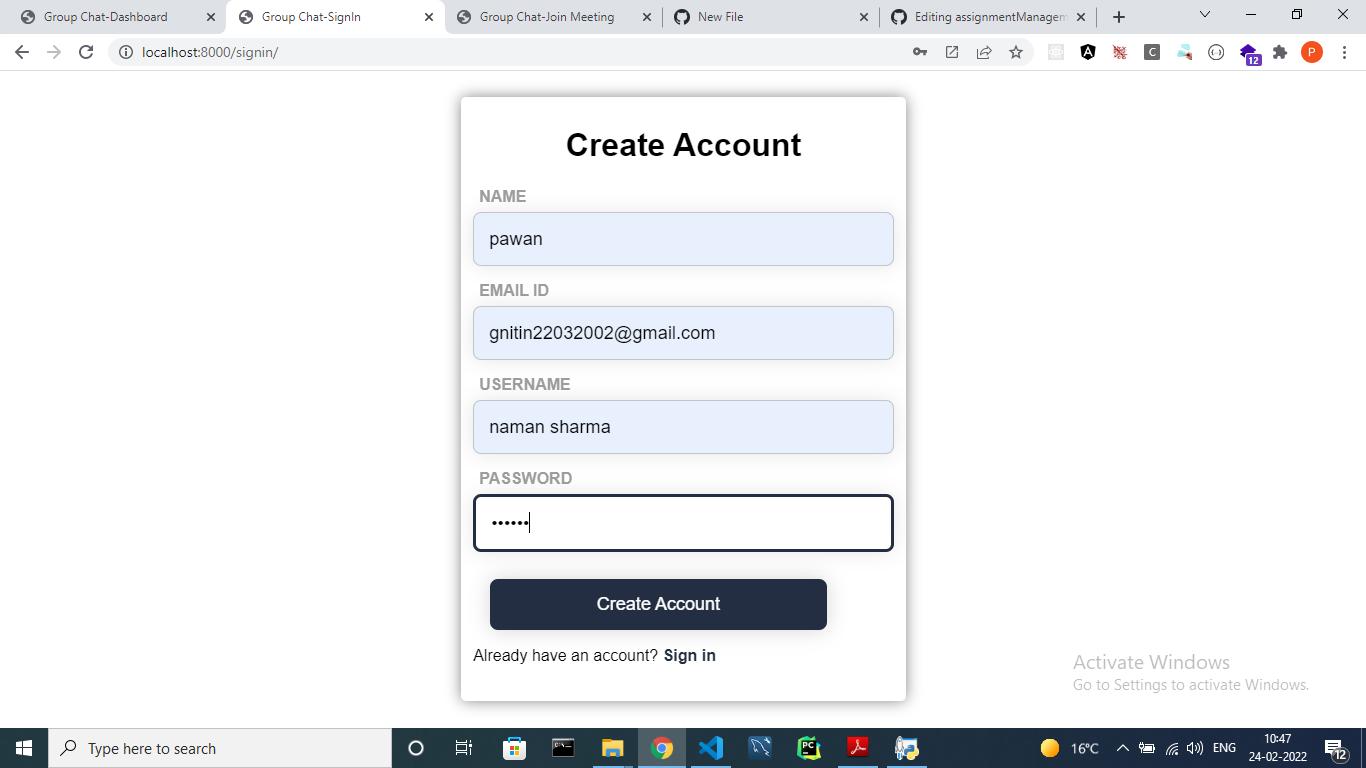 Group Chat-Dashboard
Group Chat-SignIn
Group Chat-Join Meeting
New File
Editing assignmentManagem
localhost:8000/signin/
C
12
P
Create Account
NAME
pawan
EMAIL ID
gnitin22032002@gmail.com
USERNAME
naman sharma
PASSWORD
••••••
Create Account
Already have an account? Sign in
Activate Windows
Go to Settings to activate Windows.
Type here to search
PC
16°C
ENG
10:47
24-02-2022
12